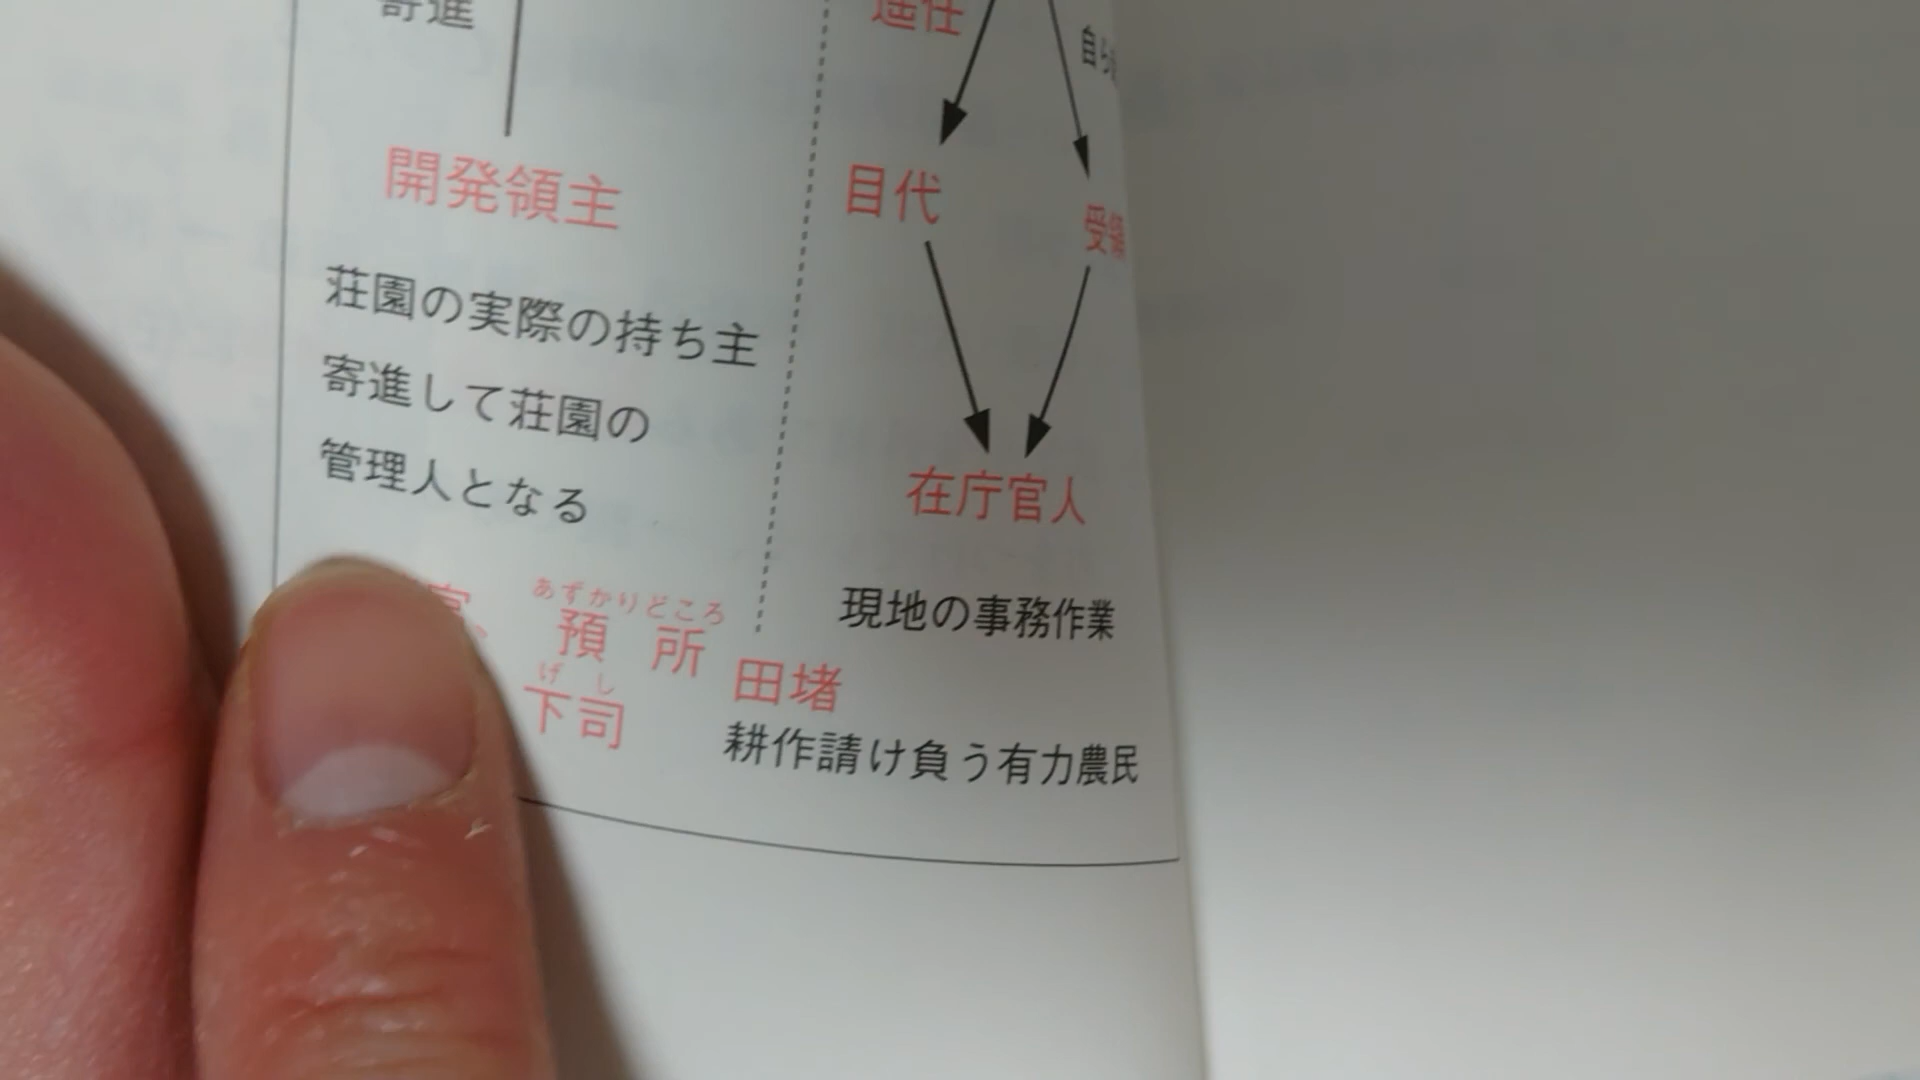 寄進
開発領主
荘園の実際の持ち主
寄進して荘園の
管理人となる
官、
あずかりどころ
預所
げし
下司
遥任
自ら
目代
受領
在庁官人
現地の事務作業
田堵
耕作請け負う有力農民